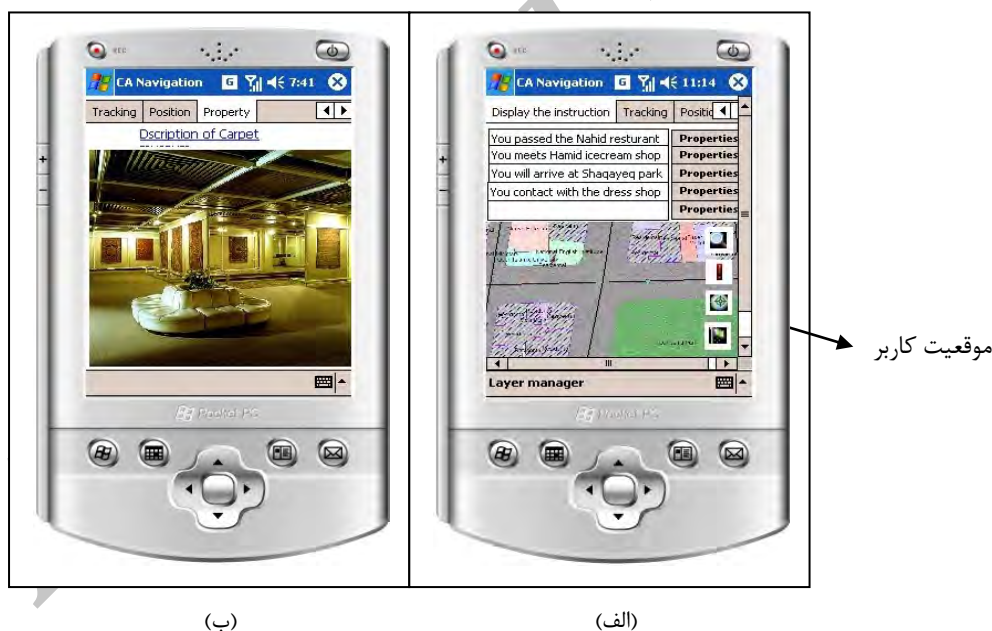 REC
CA Navigation G 7:41
Tracking Position Property
Dscription of Carpet
Pocket PC
(ب)
REC
CA Navigation G 11:14
Display the instruction Tracking
You passed the Nahid resturant Properties
You meets Hamid icecream shop Properties
You will arrive at Shaqayeq park Properties
You contact with the dress shop Properties
Properties
Layer manager
Pocket PC
(الف)
موقعیت کاربر